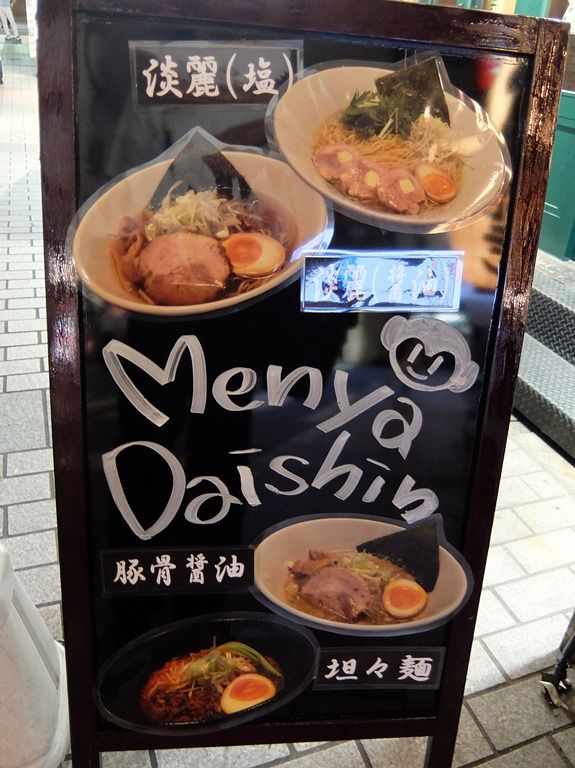 淡麗(塩)
淡麗(醤油)
Menya
Daishin
豚骨醤油
坦々麺